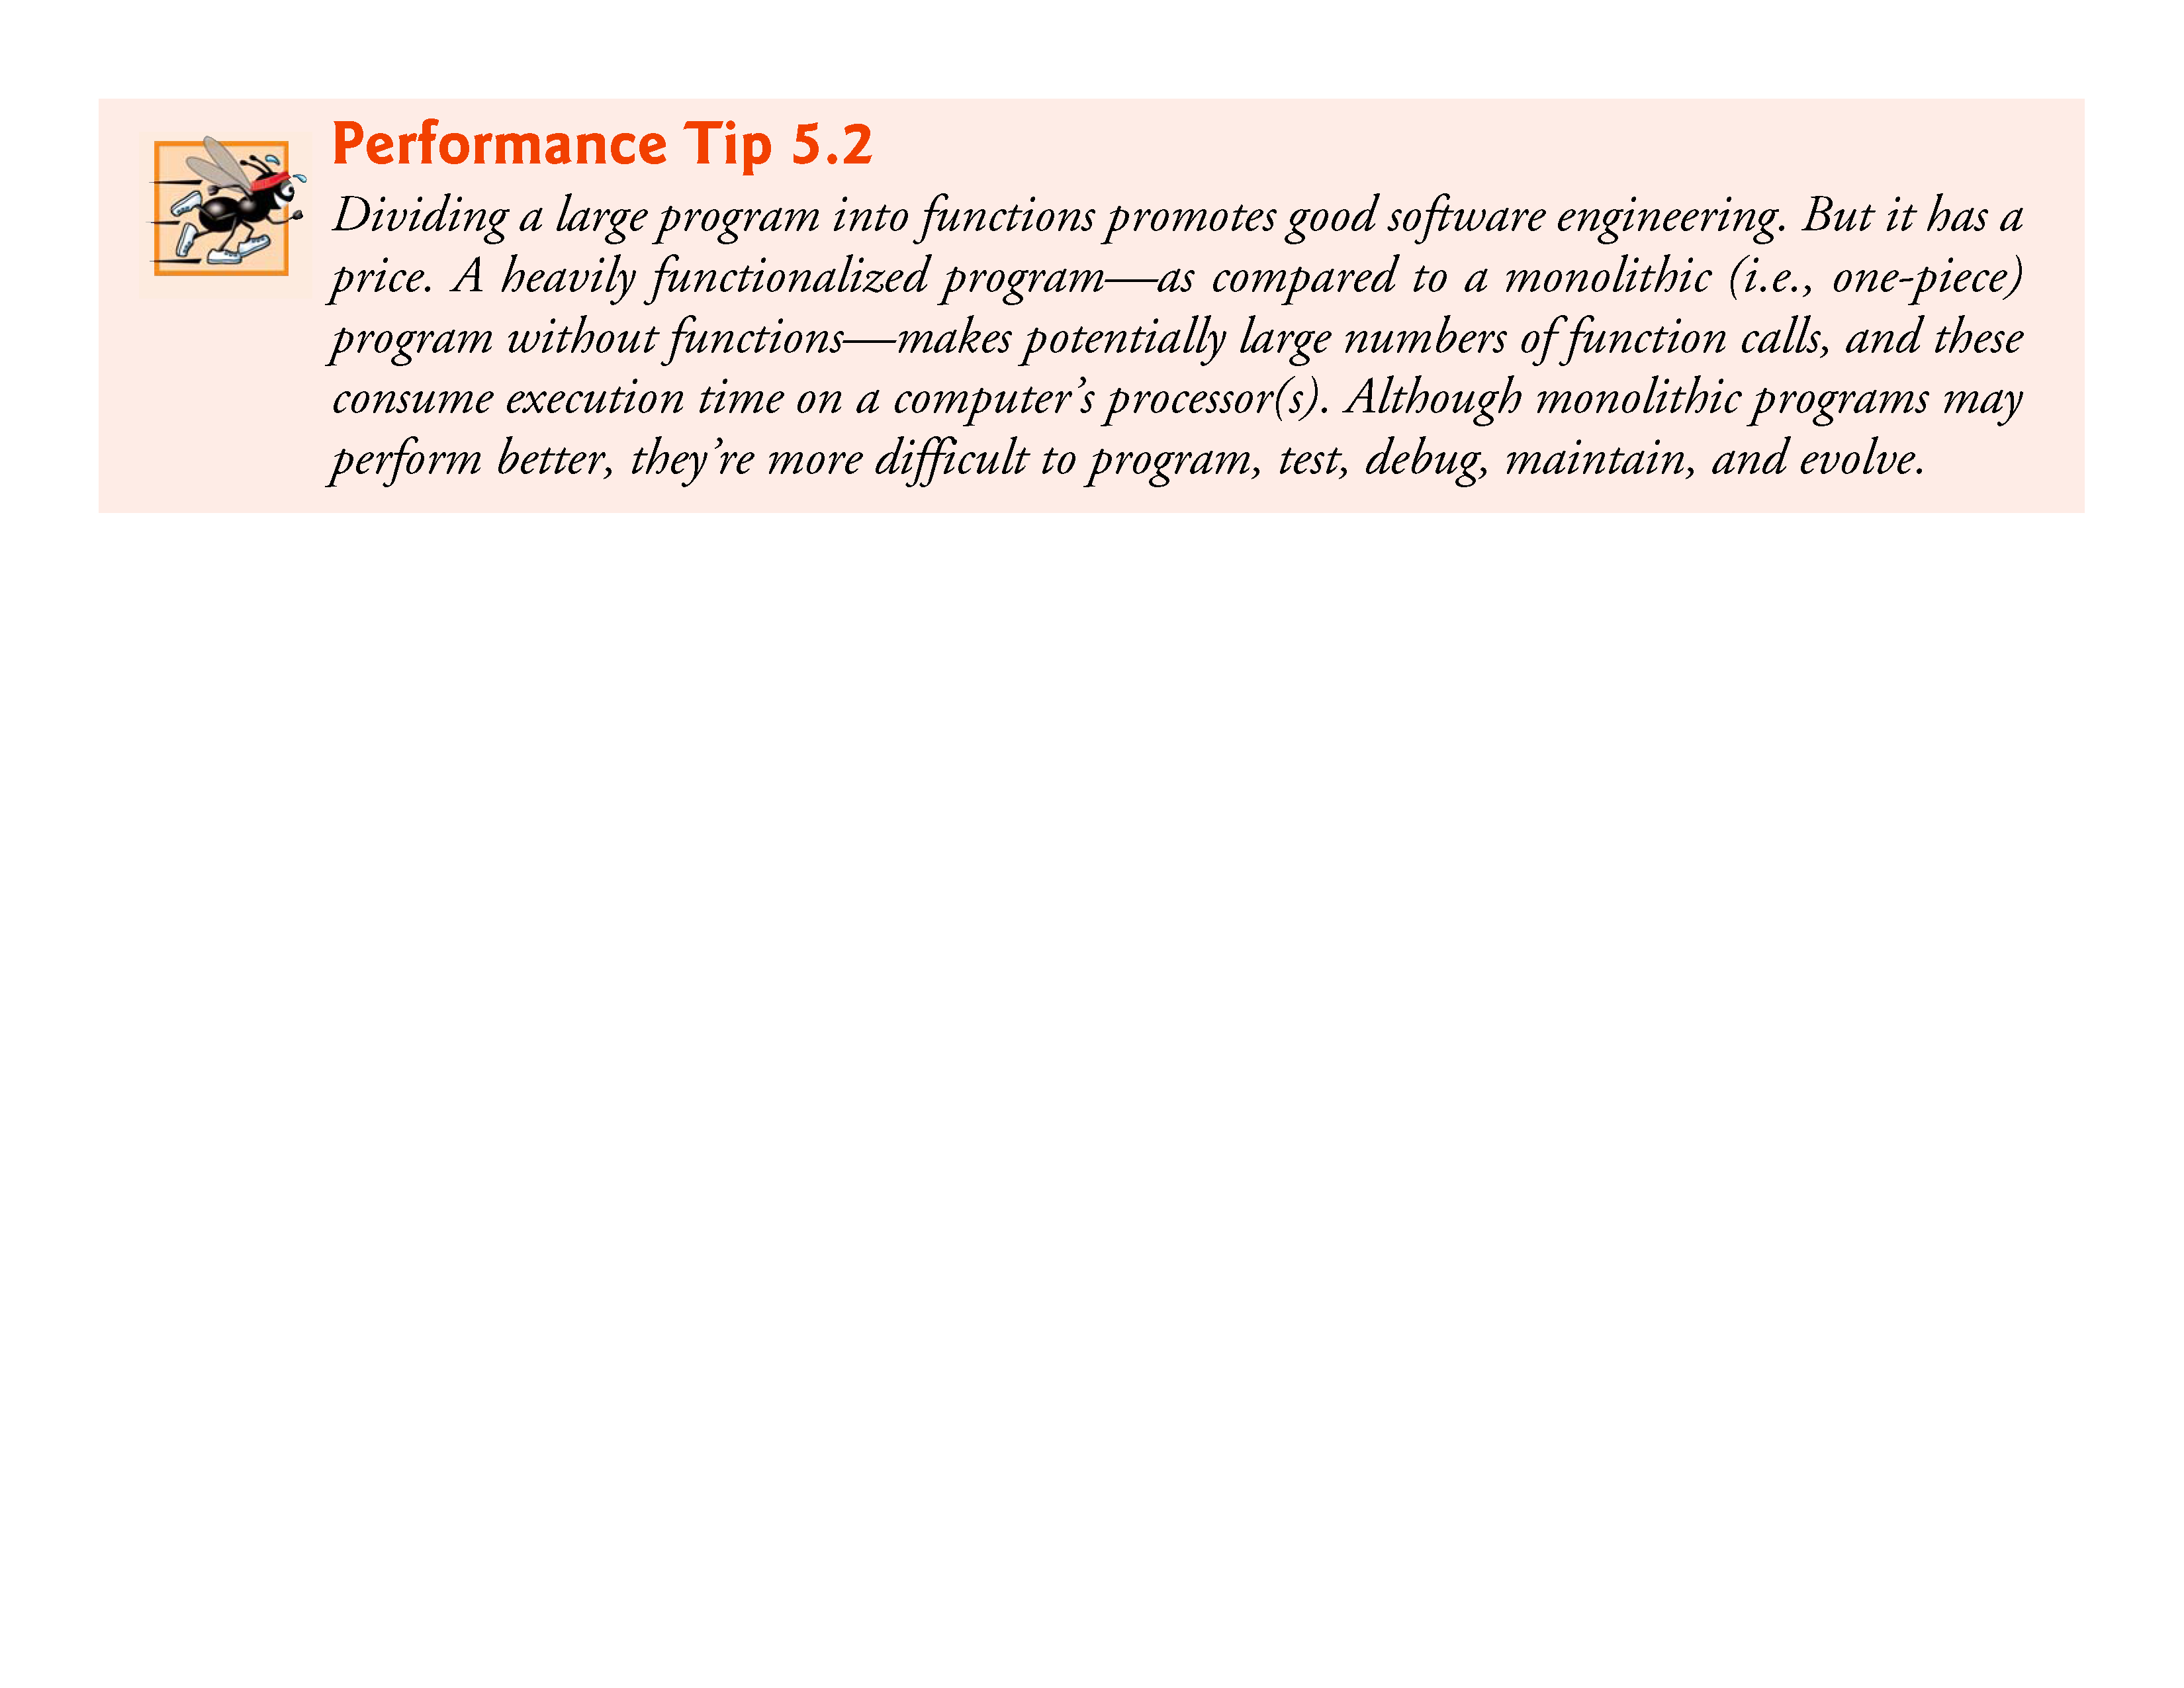 Performance Tip 5.2
Dividing a large program into functions promotes good software engineering. But it has a
price. A heavily functionalized program—as compared to a monolithic (i.e., one-piece)
program without functions—makes potentially large numbers of function calls, and these
consume execution time on a computer’s processor(s). Although monolithic programs may
perform better, they’re more difficult to program, test, debug, maintain, and evolve.